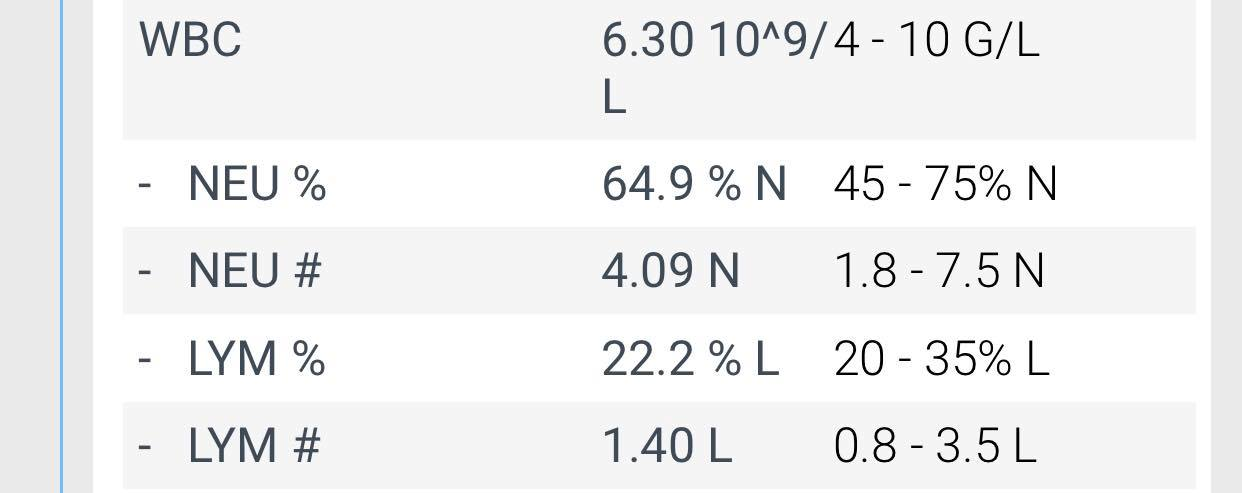 WBC 6.30 10^9/ 4 - 10 G/L
L
- NEU % 64.9 % N 45 - 75% N
- NEU # 4.09 N 1.8 - 7.5 N
- LYM % 22.2 % L 20 - 35% L
- LYM # 1.40 L 0.8 - 3.5 L